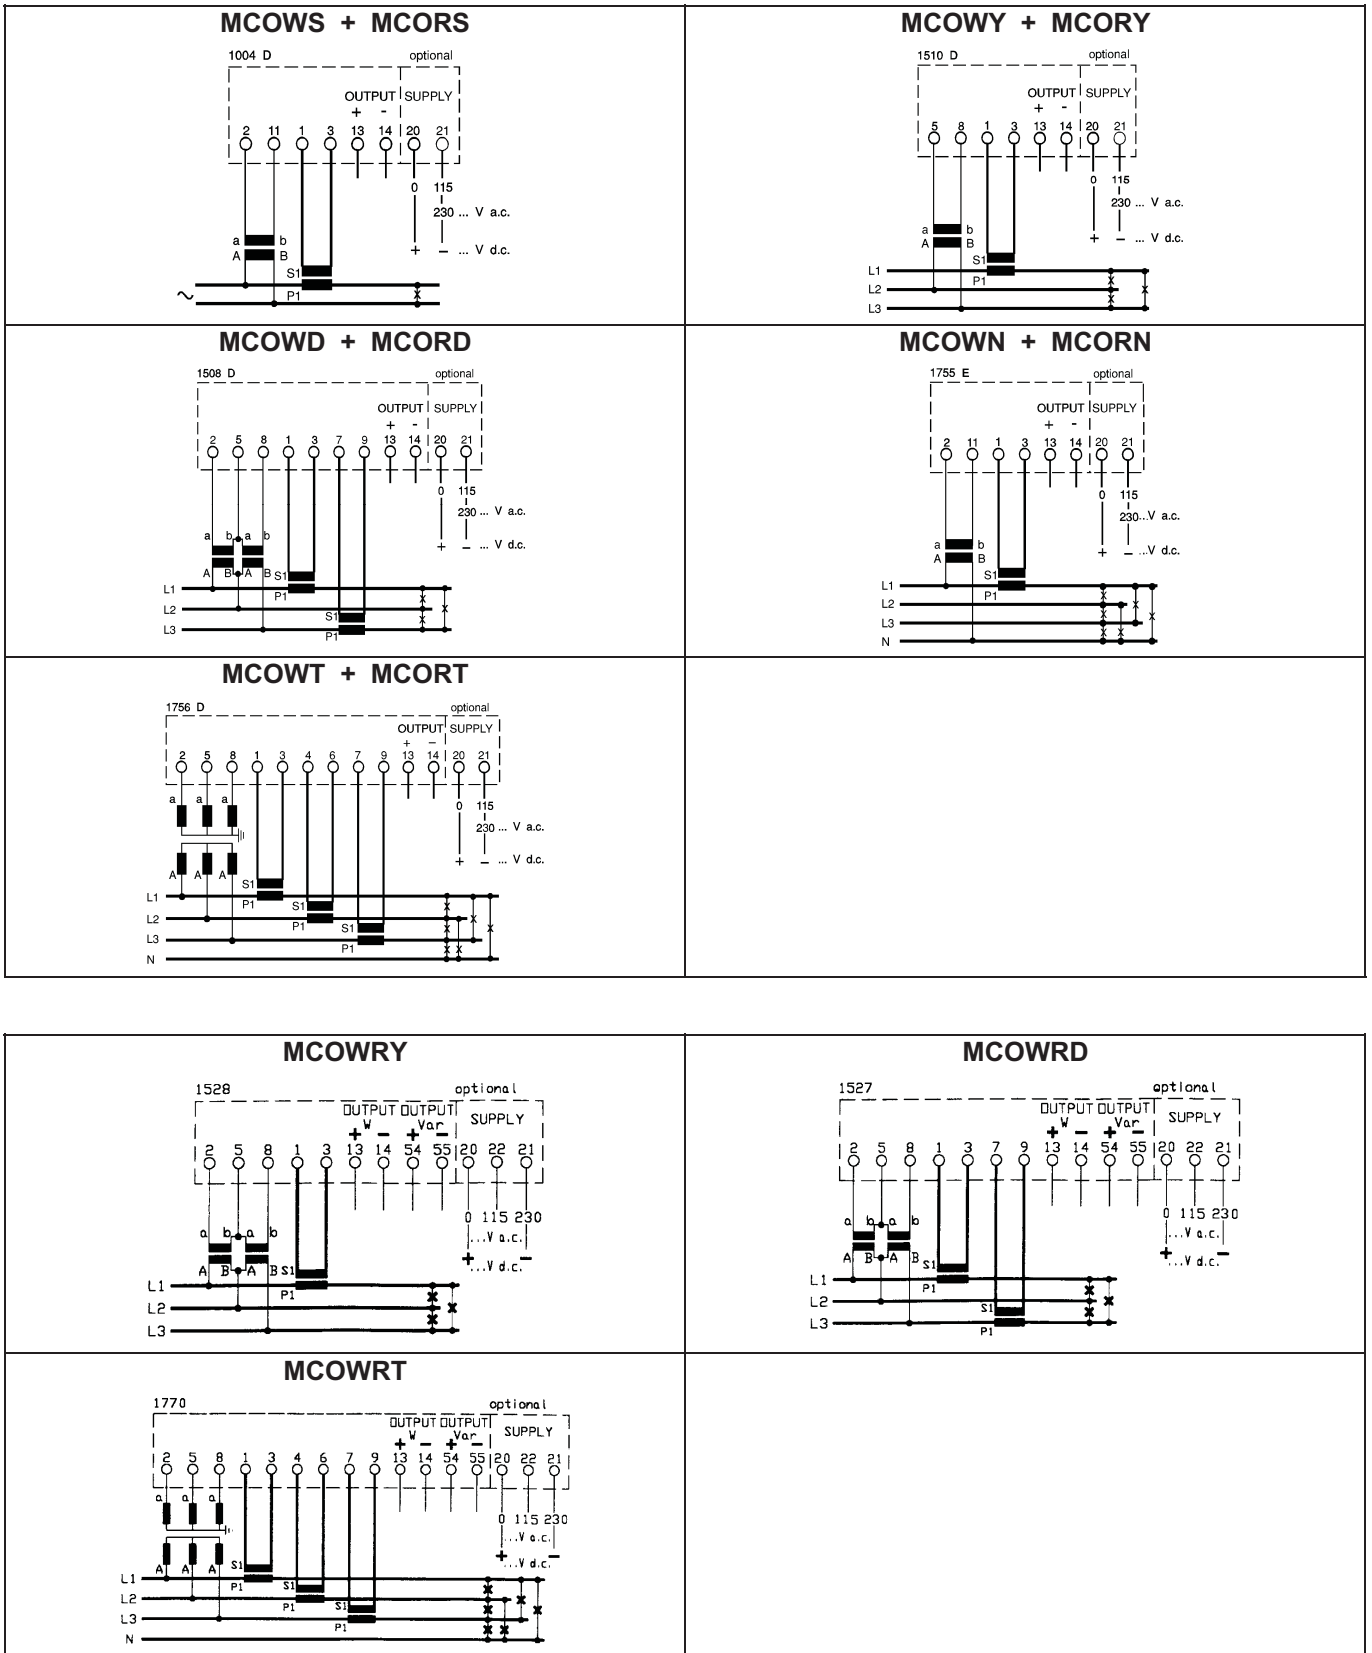 MCOWS + MCORS
1004 D
optional
OUTPUT SUPPLY
+ -
2 11 1 3 13 14 20 21
0 115
230 ... V a.c.
+ - ... V d.c.
a b
A B
S1
P1
~
MCOWY + MCORY
1510 D
optional
OUTPUT SUPPLY
+ -
5 8 1 3 13 14 20 21
0 115
230 ... V a.c.
+ - ... V d.c.
a b
A B
S1
P1
L1
L2
L3
MCOWD + MCORD
1508 D
optional
OUTPUT SUPPLY
+ -
2 5 8 1 3 7 9 13 14 20 21
0 115
230 ... V a.c.
+ - ... V d.c.
a b a b
A B A B
S1
P1
S1
P1
L1
L2
L3
MCOWN + MCORN
1755 E
optional
OUTPUT SUPPLY
+ -
2 11 1 3 13 14 20 21
0 115
230...V a.c.
+ - ...V d.c.
a b
A B
S1
P1
L1
L2
L3
N
MCOWT + MCORT
1756 D
optional
OUTPUT SUPPLY
+ -
2 5 8 1 3 4 6 7 9 13 14 20 21
0 115
230 ... V a.c.
+ - ... V d.c.
a a a
A A A
S1
P1
S1
P1
S1
P1
L1
L2
L3
N
MCOWRY
1528
optional
OUTPUT OUTPUT SUPPLY
W Var
+ - + -
2 5 8 1 3 13 14 54 55 20 22 21
0 115 230
...V a.c.
+ ...V d.c. -
a b a b
A B A B
S1
P1
L1
L2
L3
MCOWRD
1527
optional
OUTPUT OUTPUT SUPPLY
W Var
+ - + -
2 5 8 1 3 7 9 13 14 54 55 20 22 21
0 115 230
...V a.c.
+ ...V d.c. -
a b a b
A B A B
S1
P1
S1
P1
L1
L2
L3
MCOWRT
1770
optional
OUTPUT OUTPUT SUPPLY
W Var
+ - + -
2 5 8 1 3 4 6 7 9 13 14 54 55 20 22 21
0 115 230
...V a.c.
+ ...V d.c. -
a a a
A A A
S1
P1
S1
P1
S1
P1
L1
L2
L3
N